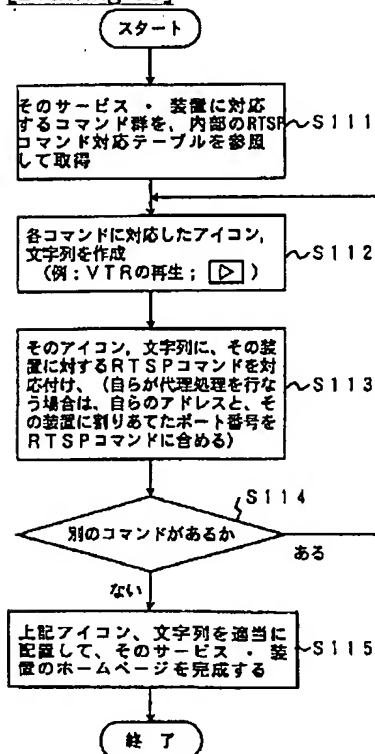 スタート
そのサービス ・ 装置に対応
するコマンド群を、内部のRTSP
コマンド対応テーブルを参照
して取得
S111
各コマンドに対応したアイコン,
文字列を作成
(例：VTRの再生； ▷ )
S112
そのアイコン, 文字列に、その装
置に対するRTSPコマンドを対
応付け、(自らが代理処理を行な
う場合は、自らのアドレスと、そ
の装置に割りあてたポート番号を
RTSPコマンドに含める)
S113
S114
別のコマンドがあるか
ある
ない
上記アイコン、文字列を適当に
配置して、そのサービス ・ 装
置のホームページを完成する
S115
終 了